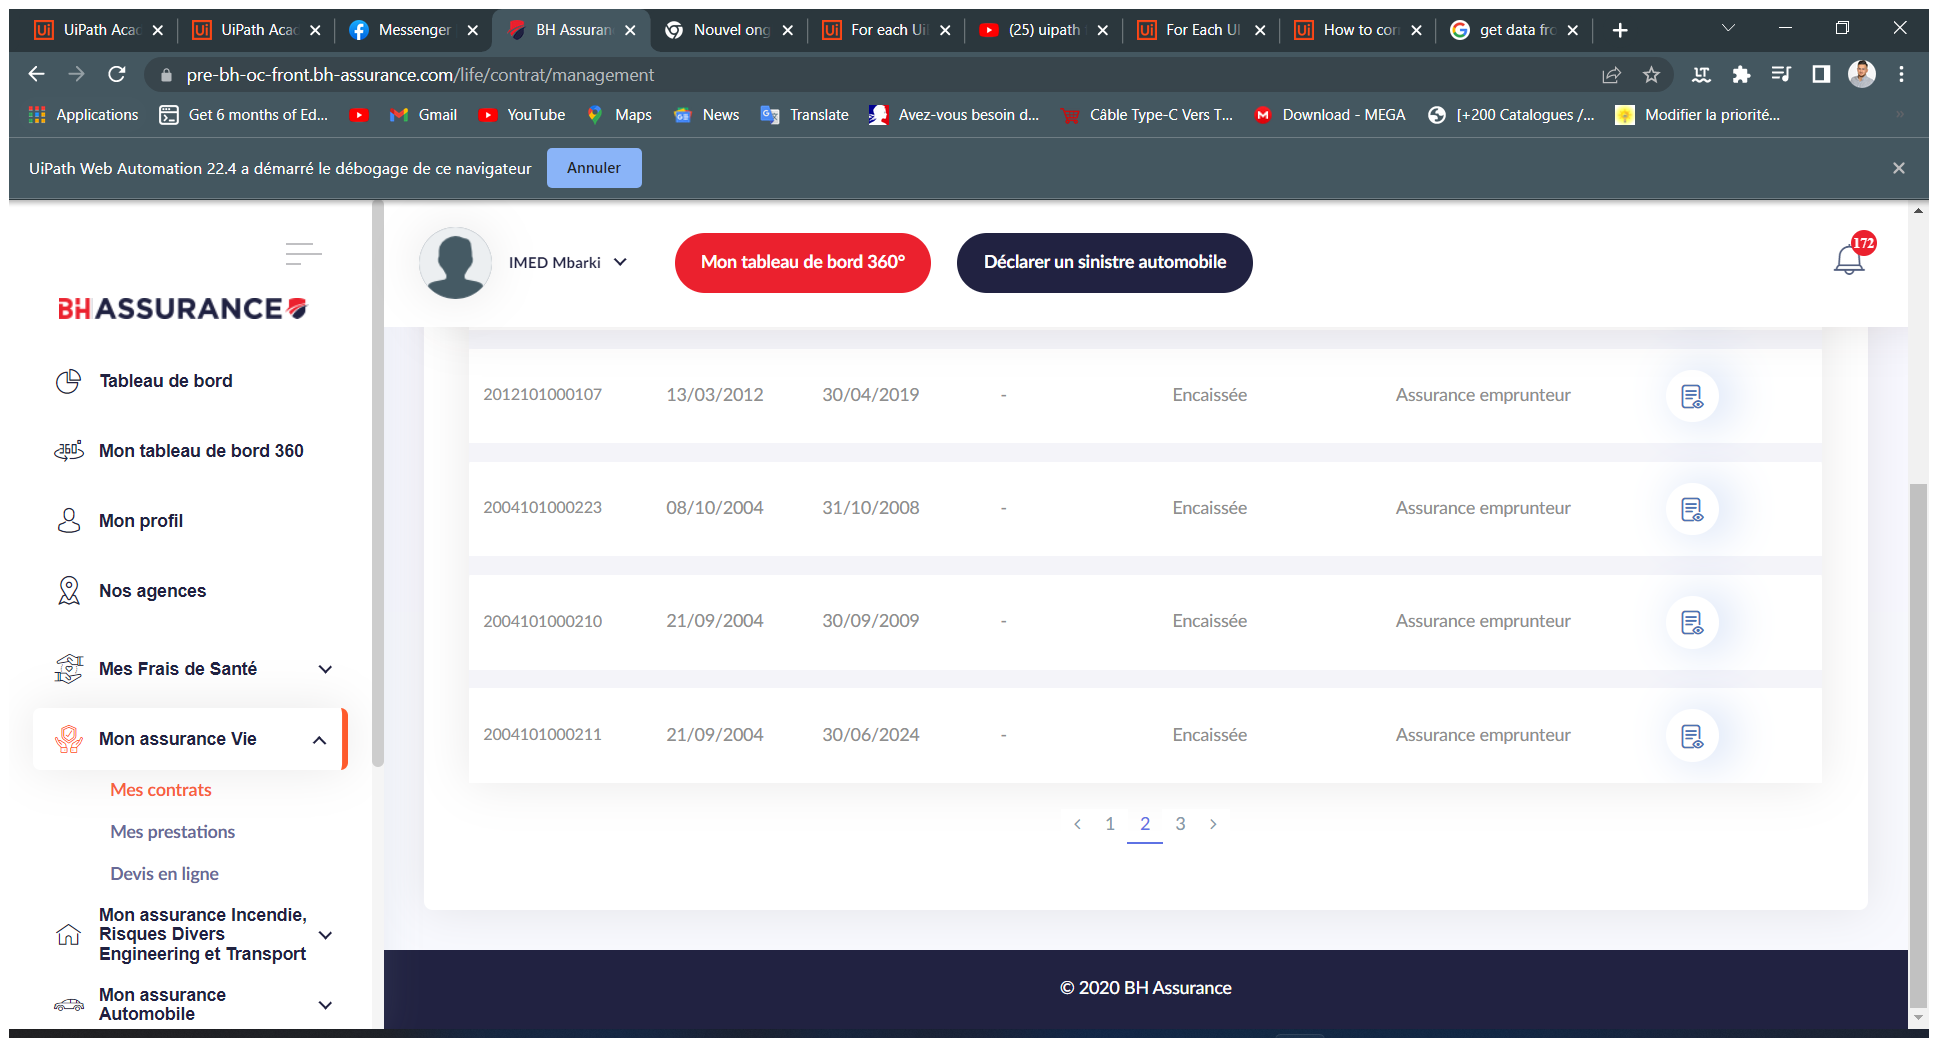 UiPath Acad
UiPath Acad
Messenger
BH Assuran
Nouvel ong
For each Ui
(25) uipath
For Each UI
How to con
get data fro
pre-bh-oc-front.bh-assurance.com/life/contrat/management
Applications
Get 6 months of Ed...
Gmail
YouTube
Maps
News
Translate
Avez-vous besoin d...
Câble Type-C Vers T...
Download - MEGA
[+200 Catalogues /...
Modifier la priorité...
UiPath Web Automation 22.4 a démarré le débogage de ce navigateur
Annuler
BH ASSURANCE
Tableau de bord
360°
Mon tableau de bord 360
Mon profil
Nos agences
Mes Frais de Santé
Mon assurance Vie
Mes contrats
Mes prestations
Devis en ligne
Mon assurance Incendie,
Risques Divers
Engineering et Transport
Mon assurance
Automobile
IMED Mbarki
Mon tableau de bord 360°
Déclarer un sinistre automobile
172
2012101000107 13/03/2012 30/04/2019 - Encaissée Assurance emprunteur
2004101000223 08/10/2004 31/10/2008 - Encaissée Assurance emprunteur
2004101000210 21/09/2004 30/09/2009 - Encaissée Assurance emprunteur
2004101000211 21/09/2004 30/06/2024 - Encaissée Assurance emprunteur
< 1 2 3 >
© 2020 BH Assurance